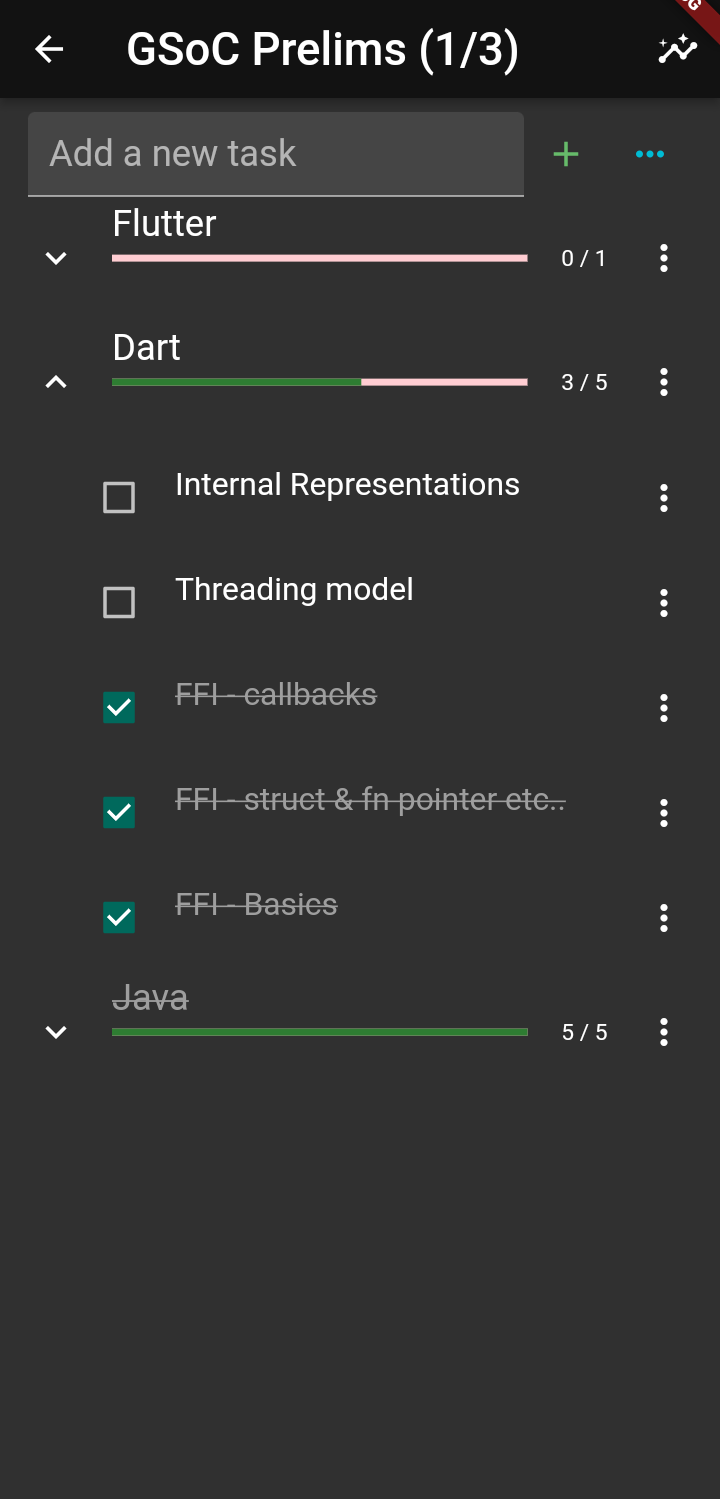 GSoC Prelims (1/3)
Add a new task
Flutter
0 / 1
Dart
3 / 5
Internal Representations
Threading model
FFI - callbacks
FFI - struct & fn pointer etc..
FFI - Basics
Java
5 / 5